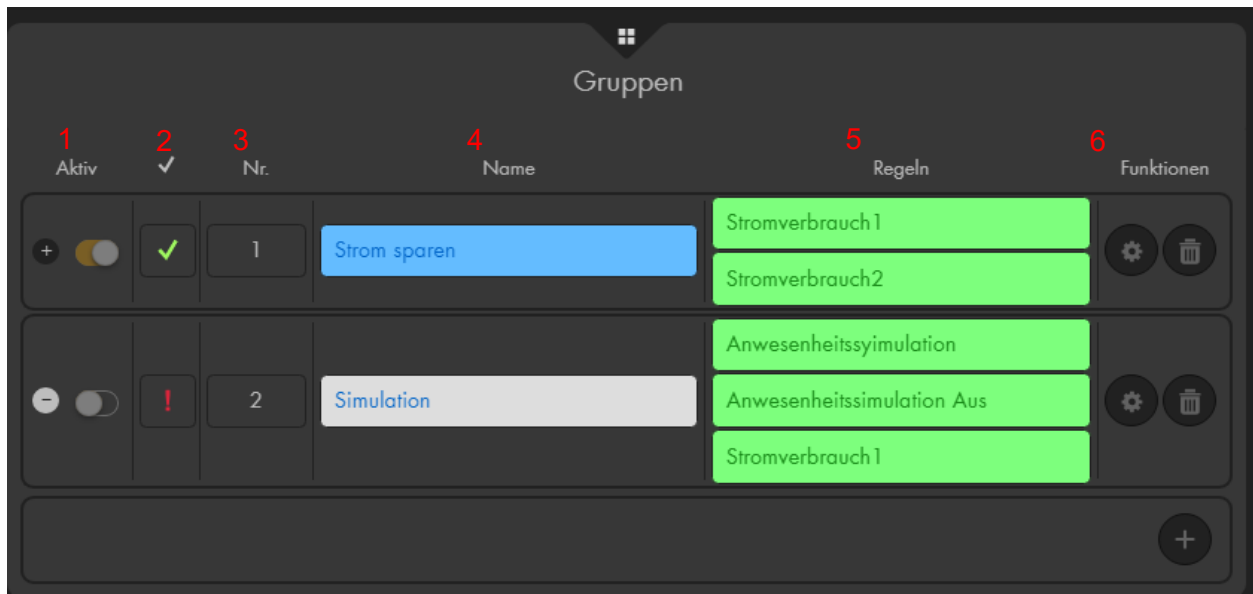 Gruppen
1 2 3 4 5 6
Aktiv Nr. Name Regeln Funktionen
Stromverbrauch1
1 Strom sparen
Stromverbrauch2
Anwesenheitssyimulation
2 Simulation Anwesenheitssimulation Aus
Stromverbrauch1